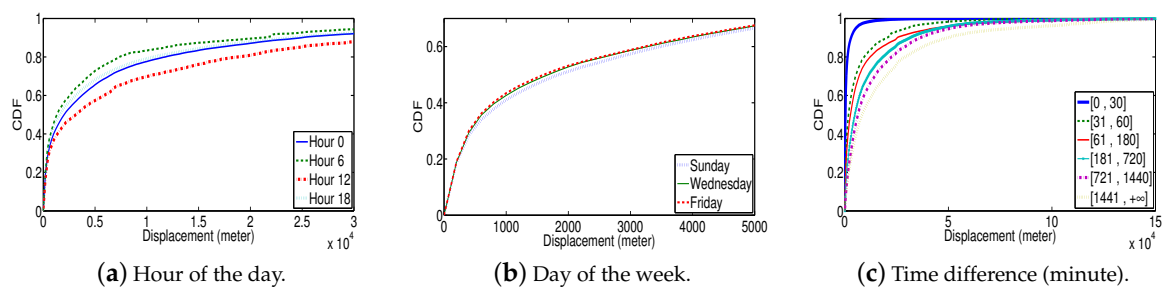 CDF
1
0.8
0.6
0.4
0.2
0
0 0.5 1 1.5 2 2.5 3
Displacement (meter)
x 10^4
Hour 0
Hour 6
Hour 12
Hour 18
(a) Hour of the day.
CDF
0.6
0.4
0.2
0
0 1000 2000 3000 4000 5000
Displacement (meter)
Sunday
Wednesday
Friday
(b) Day of the week.
CDF
1
0.8
0.6
0.4
0.2
0
0 5 10 15
Displacement (meter)
x 10^4
[0 , 30]
[31 , 60]
[61 , 180]
[181 , 720]
[721 , 1440]
[1441 , +∞]
(c) Time difference (minute).